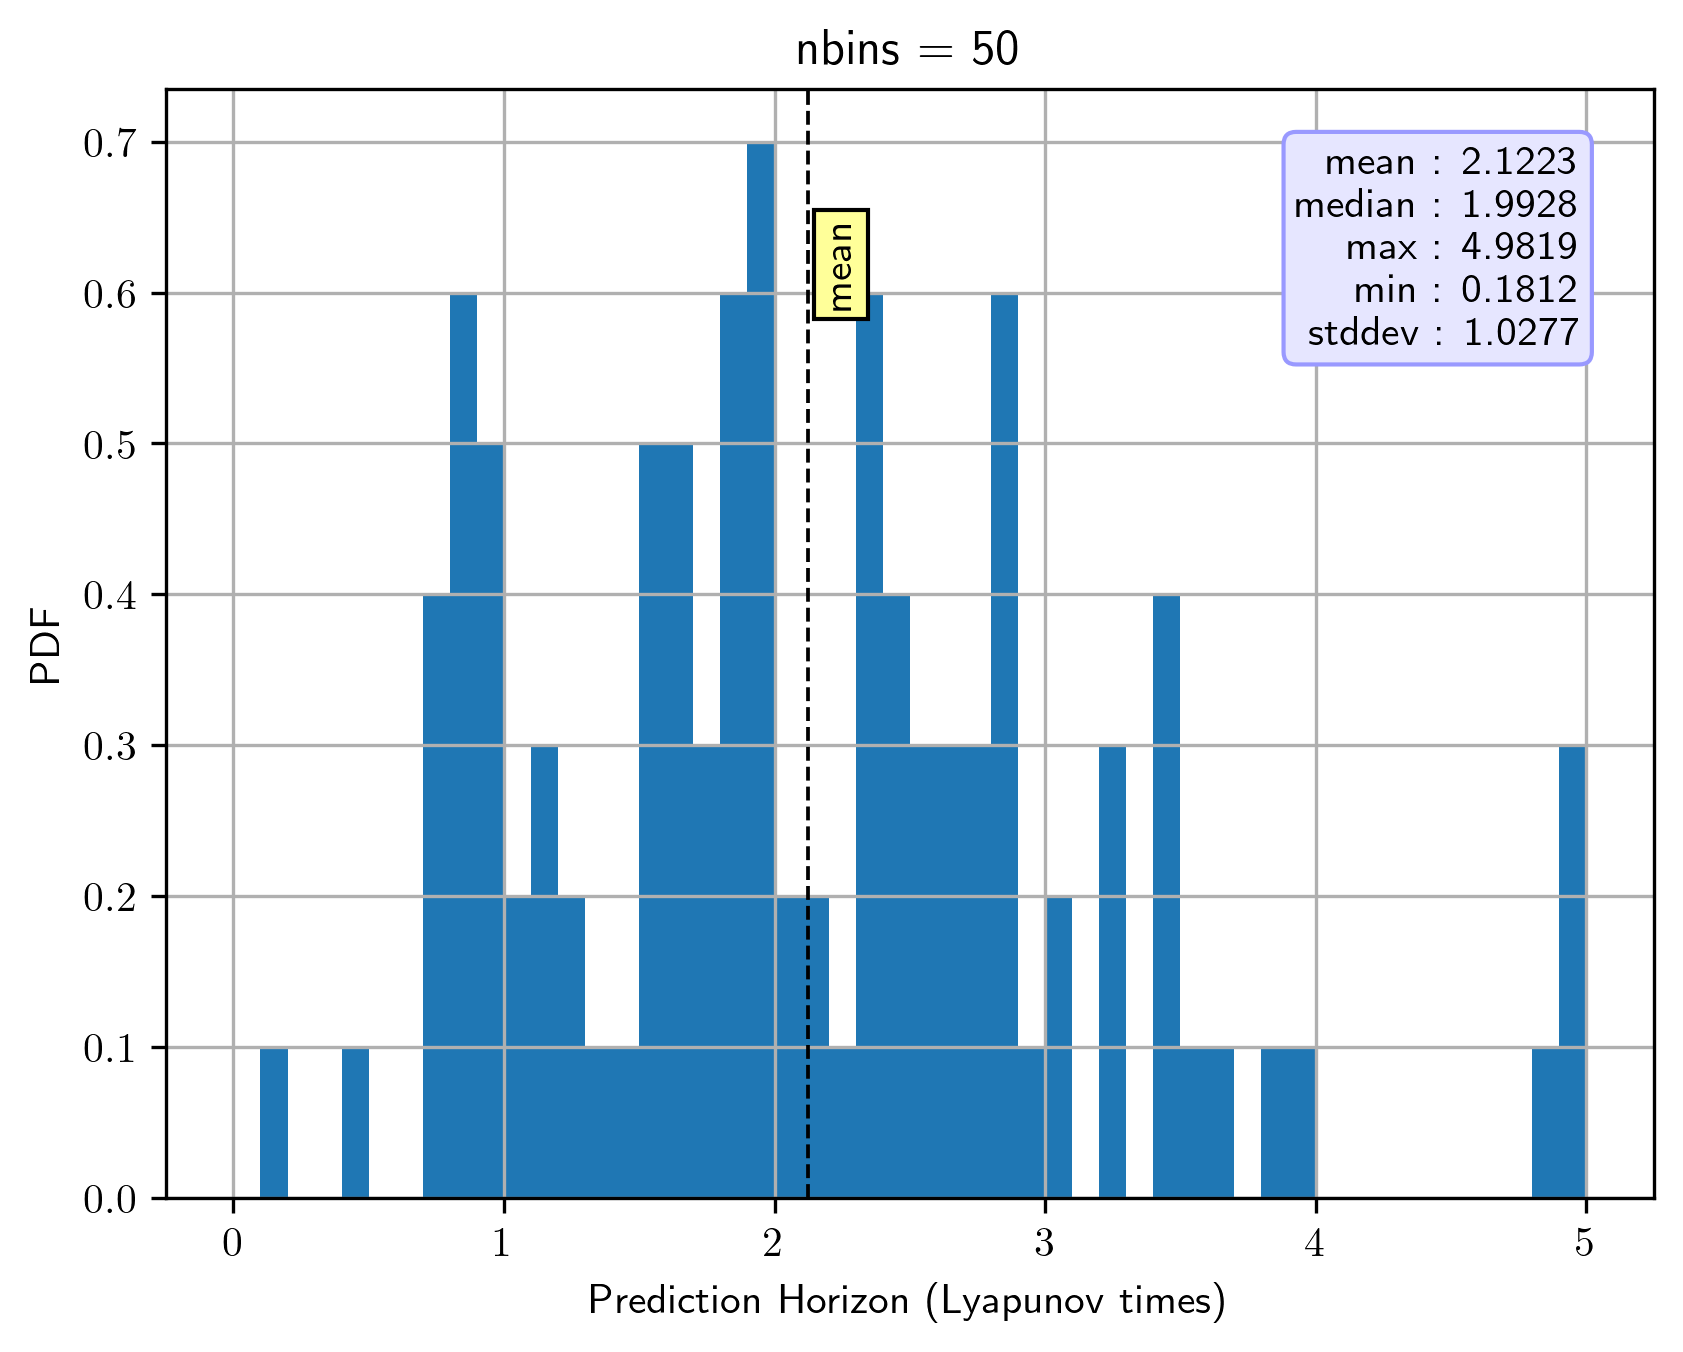 nbins = 50
0.7
0.6
0.5
0.4
0.3
0.2
0.1
0.0
PDF
mean
mean : 2.1223
median : 1.9928
max : 4.9819
min : 0.1812
stddev : 1.0277
0 1 2 3 4 5
Prediction Horizon (Lyapunov times)